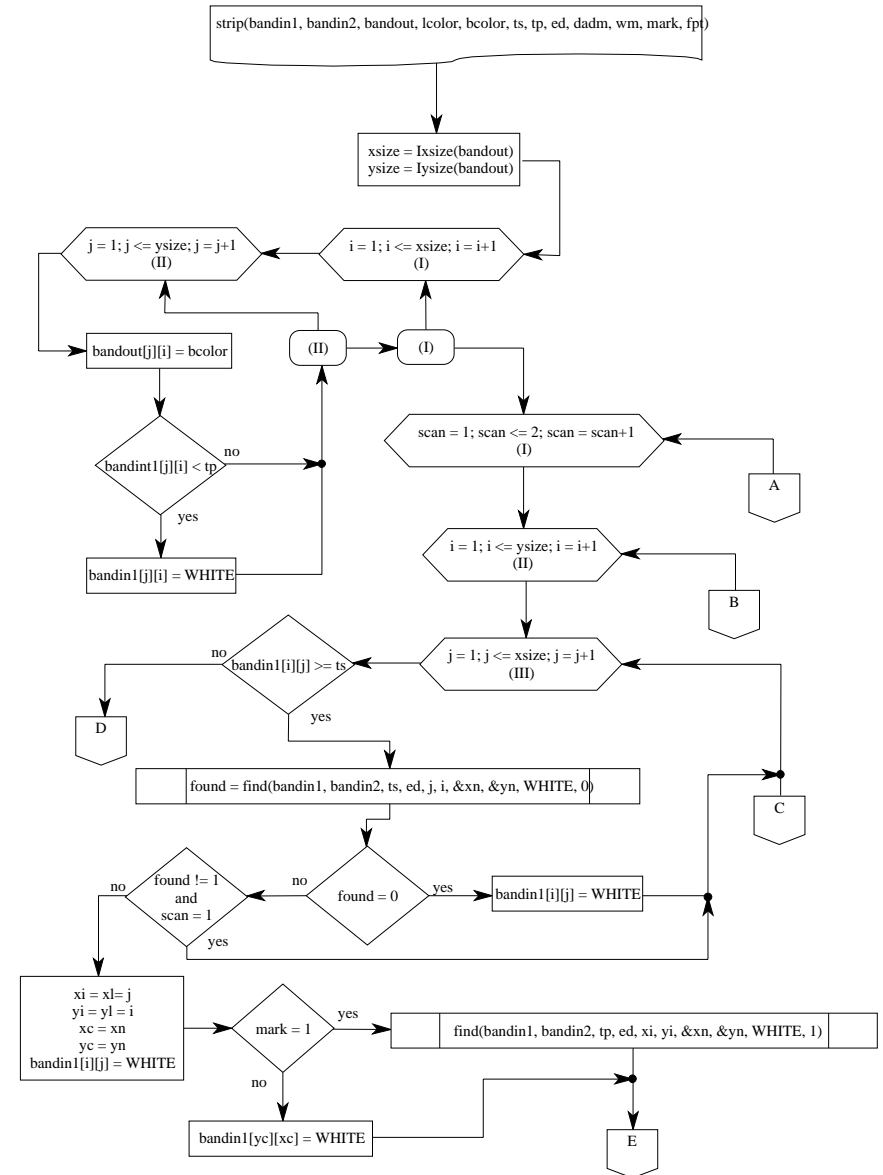 strip(bandin1, bandin2, bandout, lcolor, bcolor, ts, tp, ed, dadm, wm, mark, fpt)
xsize = Ixsize(bandout)
ysize = Iysize(bandout)
j = 1; j <= ysize; j = j+1
(II)
i = 1; i <= xsize; i = i+1
(I)
bandout[j][i] = bcolor
(II)
(I)
scan = 1; scan <= 2; scan = scan+1
(I)
bandint1[j][i] < tp
no
A
yes
bandin1[j][i] = WHITE
i = 1; i <= ysize; i = i+1
(II)
B
no
bandin1[i][j] >= ts
j = 1; j <= xsize; j = j+1
(III)
D
yes
found = find(bandin1, bandin2, ts, ed, j, i, &xn, &yn, WHITE, 0)
C
no
found != 1
and
scan = 1
no
found = 0
yes
bandin1[i][j] = WHITE
yes
xi = xl= j
yi = yl = i
xc = xn
yc = yn
bandin1[i][j] = WHITE
mark = 1
yes
find(bandin1, bandin2, tp, ed, xi, yi, &xn, &yn, WHITE, 1)
no
bandin1[yc][xc] = WHITE
E